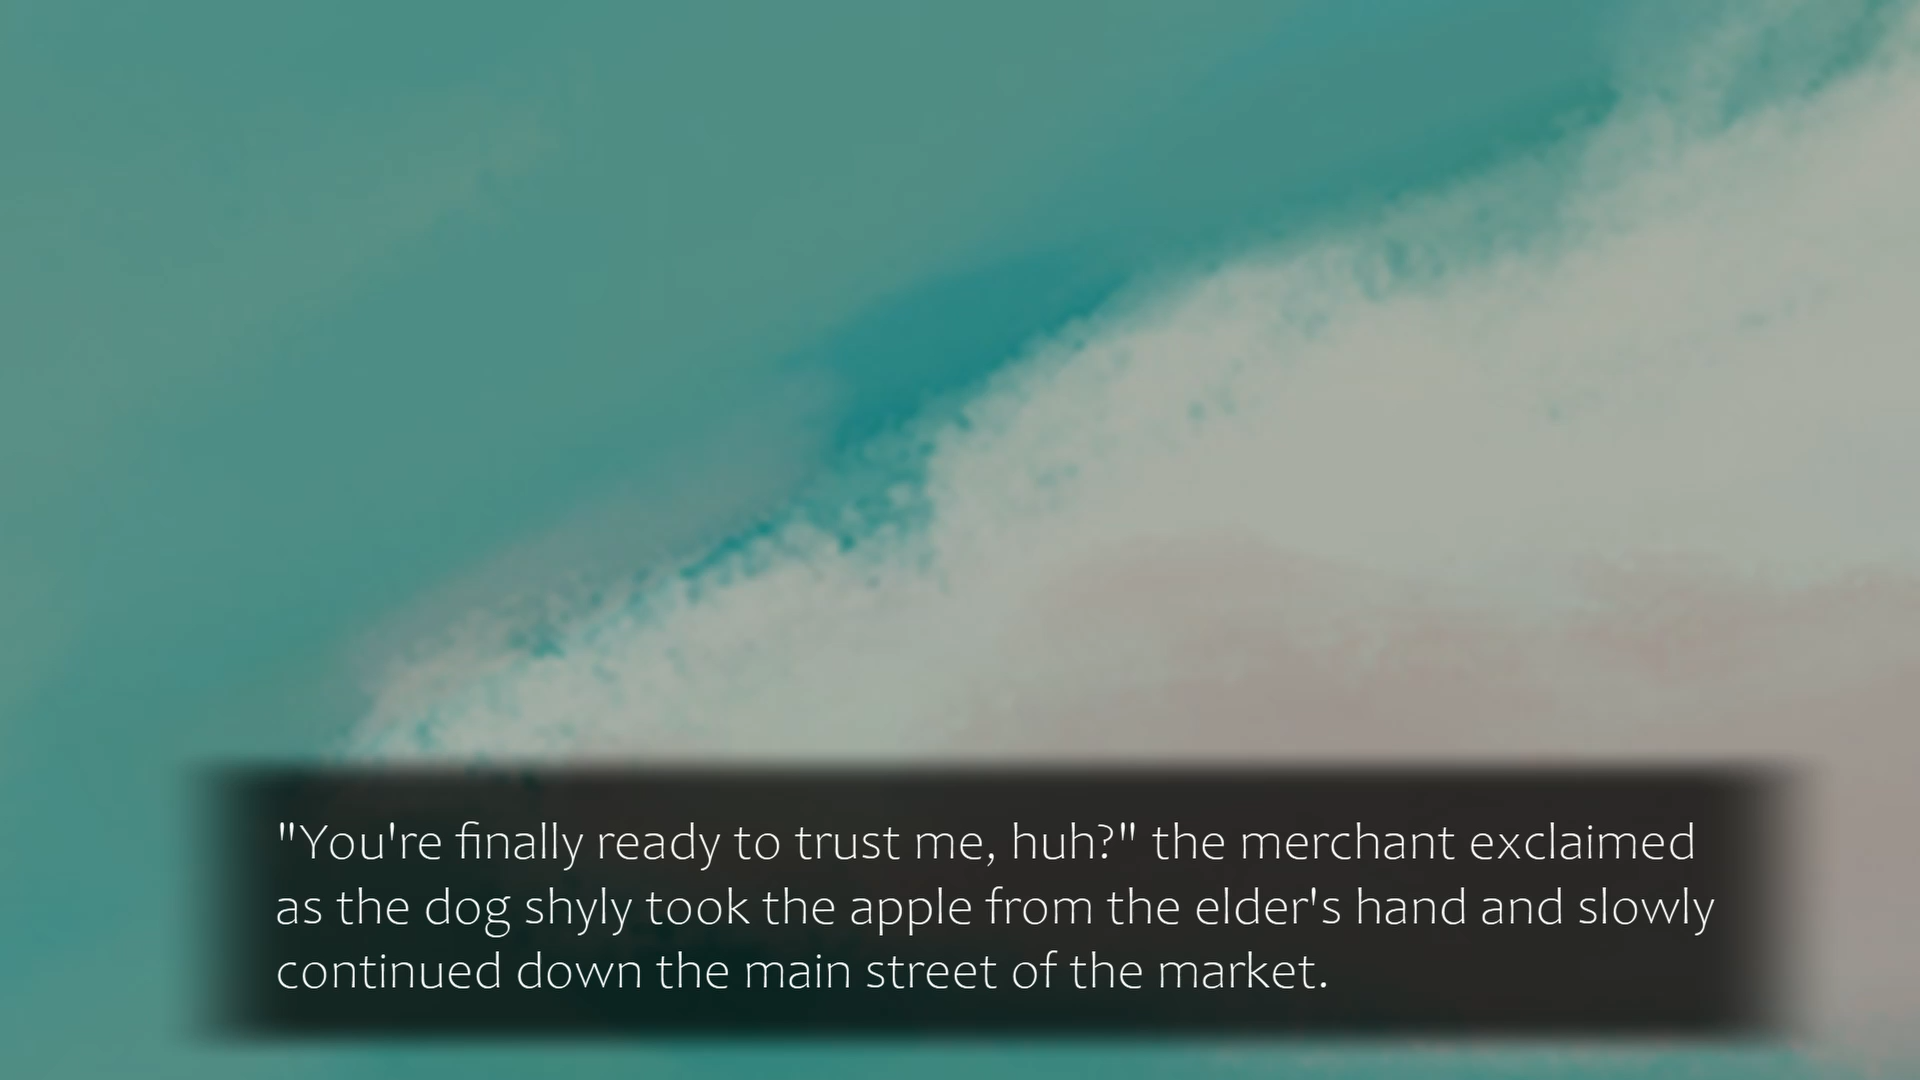 "You're finally ready to trust me, huh?" the merchant exclaimed
as the dog shyly took the apple from the elder's hand and slowly
continued down the main street of the market.